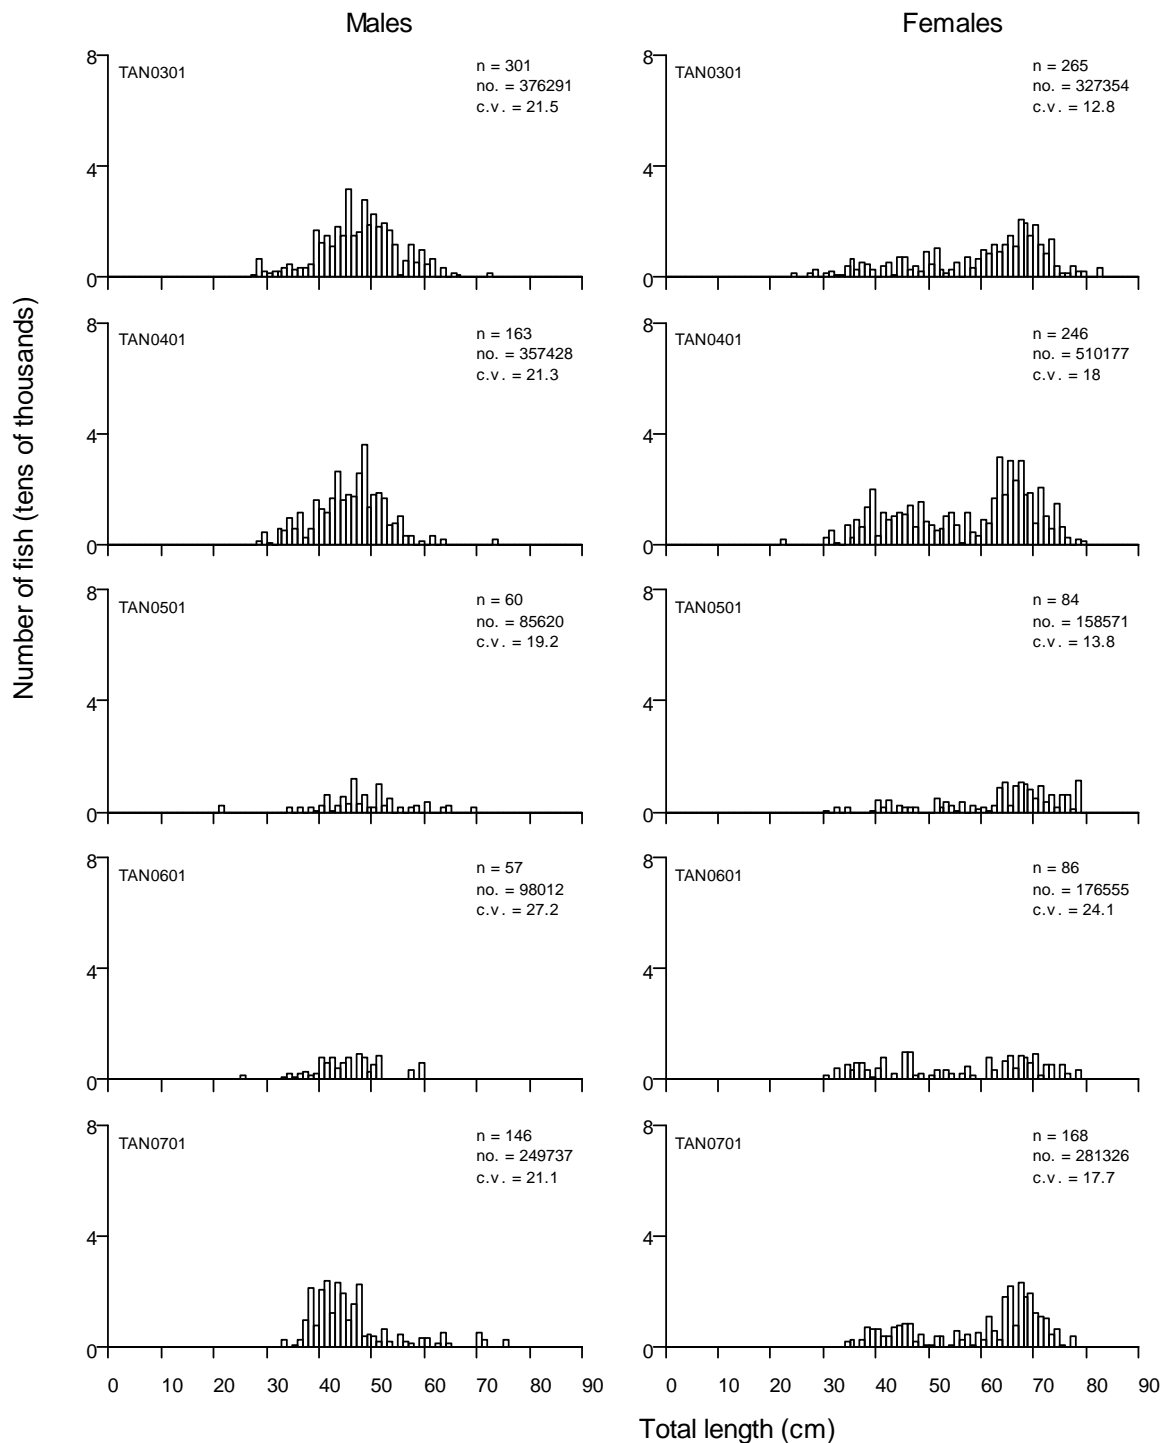 Males
Females
Number of fish (tens of thousands)
8
TAN0301
n = 301
no. = 376291
c.v. = 21.5
4
0
8
TAN0301
n = 265
no. = 327354
c.v. = 12.8
4
0
8
TAN0401
n = 163
no. = 357428
c.v. = 21.3
4
0
8
TAN0401
n = 246
no. = 510177
c.v. = 18
4
0
8
TAN0501
n = 60
no. = 85620
c.v. = 19.2
4
0
8
TAN0501
n = 84
no. = 158571
c.v. = 13.8
4
0
8
TAN0601
n = 57
no. = 98012
c.v. = 27.2
4
0
8
TAN0601
n = 86
no. = 176555
c.v. = 24.1
4
0
8
TAN0701
n = 146
no. = 249737
c.v. = 21.1
4
0
8
TAN0701
n = 168
no. = 281326
c.v. = 17.7
4
0
0 10 20 30 40 50 60 70 80 90
0 10 20 30 40 50 60 70 80 90
Total length (cm)